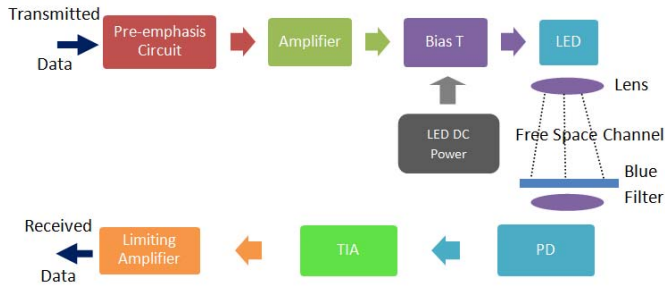 Transmitted
Data
Pre-emphasis
Circuit
Amplifier
Bias T
LED
Lens
LED DC
Power
Free Space Channel
Blue
Filter
Received
Data
Limiting
Amplifier
TIA
PD